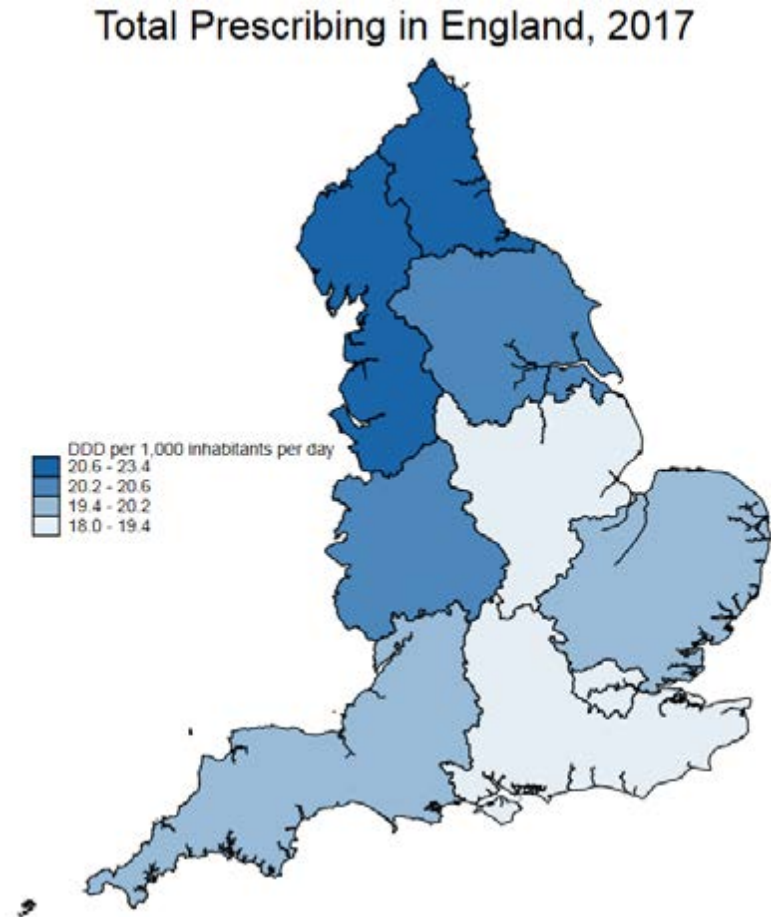 Total Prescribing in England, 2017
DDD per 1,000 inhabitants per day
20.6 - 23.4
20.2 - 20.6
19.4 - 20.2
18.0 - 19.4